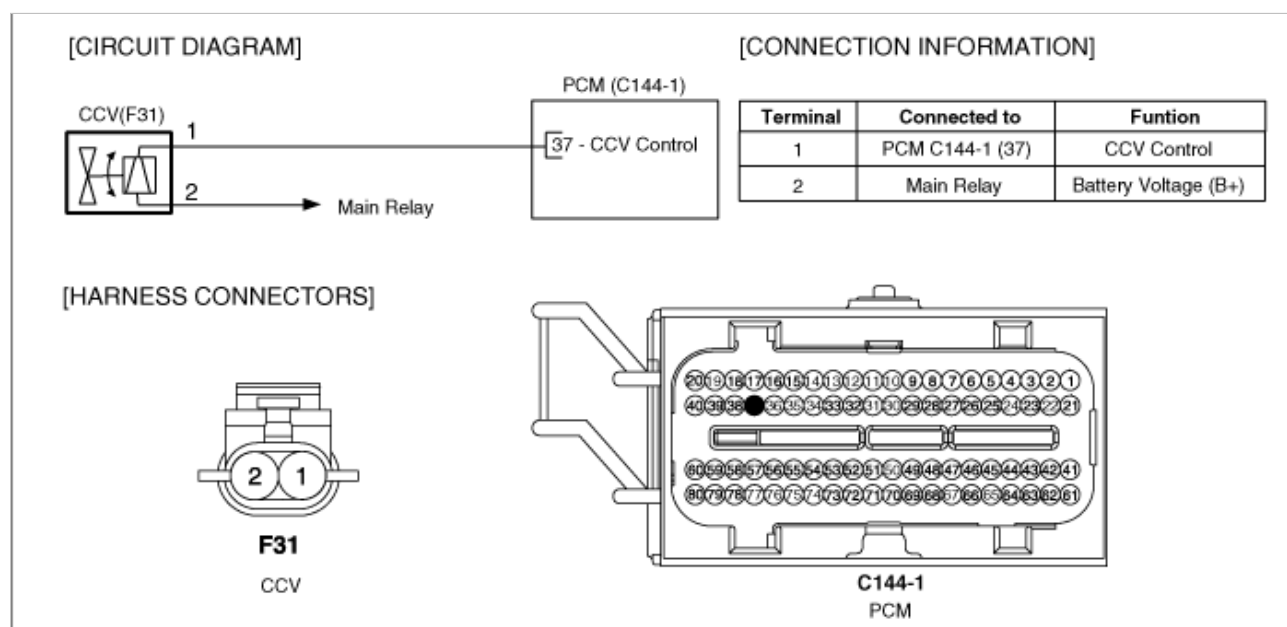 [CIRCUIT DIAGRAM]
[CONNECTION INFORMATION]
PCM (C144-1)
CCV(F31)
1
37 - CCV Control
2
Main Relay
Terminal Connected to Funtion
1 PCM C144-1 (37) CCV Control
2 Main Relay Battery Voltage (B+)
[HARNESS CONNECTORS]
20 19 18 17 16 15 14 13 12 11 10 9 8 7 6 5 4 3 2 1
40 39 38 36 35 34 33 32 31 30 29 28 27 26 25 24 23 22 21
60 59 58 57 56 55 54 53 52 51 50 49 48 47 46 45 44 43 42 41
80 79 78 77 76 75 74 73 72 71 70 69 68 67 66 65 64 63 62 61
2 1
F31
CCV
C144-1
PCM